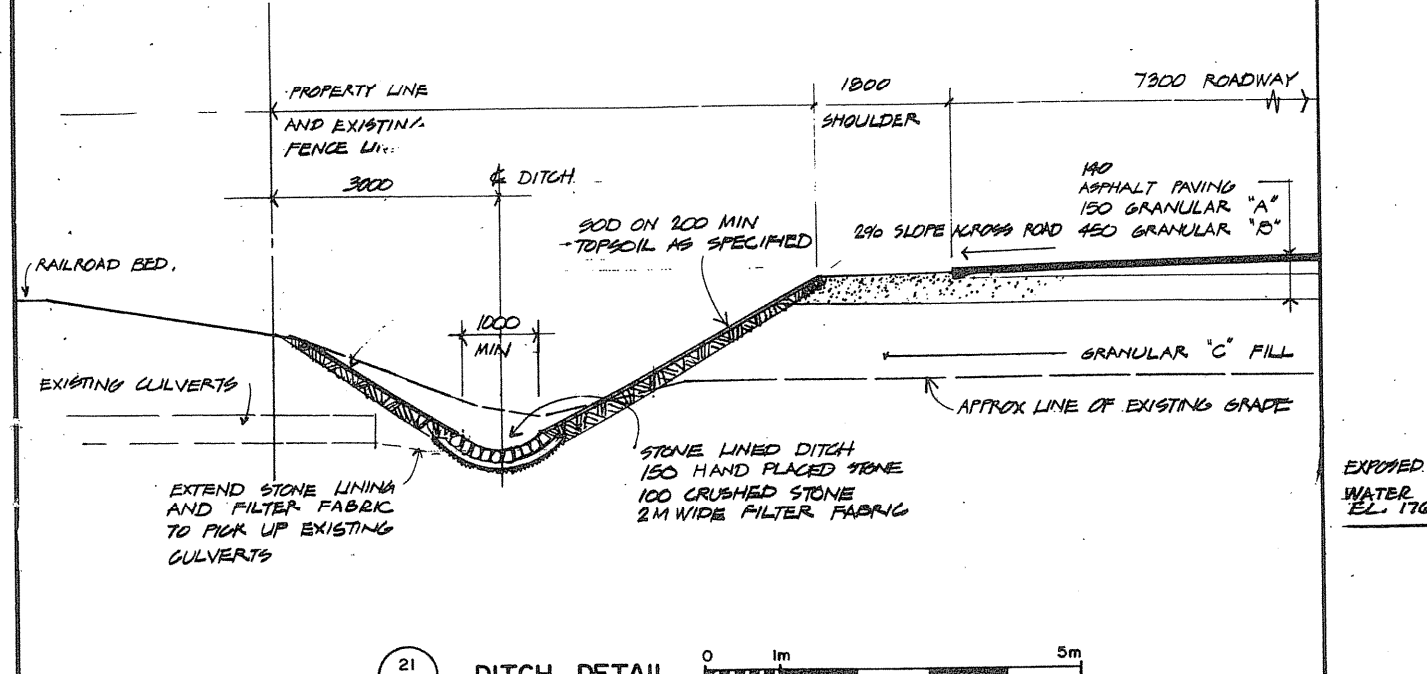 PROPERTY LINE
AND EXISTING
FENCE
1800
SHOULDER
7300 ROADWAY
3000
℄ DITCH
140
ASPHALT PAVING
150 GRANULAR "A"
450 GRANULAR "B"
2% SLOPE ACROSS ROAD
SOD ON 200 MIN
TOPSOIL AS SPECIFIED
RAILROAD BED.
1000
MIN
GRANULAR "C" FILL
EXISTING CULVERTS
APPROX LINE OF EXISTING GRADE
STONE LINED DITCH
150 HAND PLACED STONE
100 CRUSHED STONE
2M WIDE FILTER FABRIC
EXTEND STONE LINING
AND FILTER FABRIC
TO PICK UP EXISTING
CULVERTS
EXPOSED
WATER
EL. 176
21
DITCH DETAIL
0 1m 5m